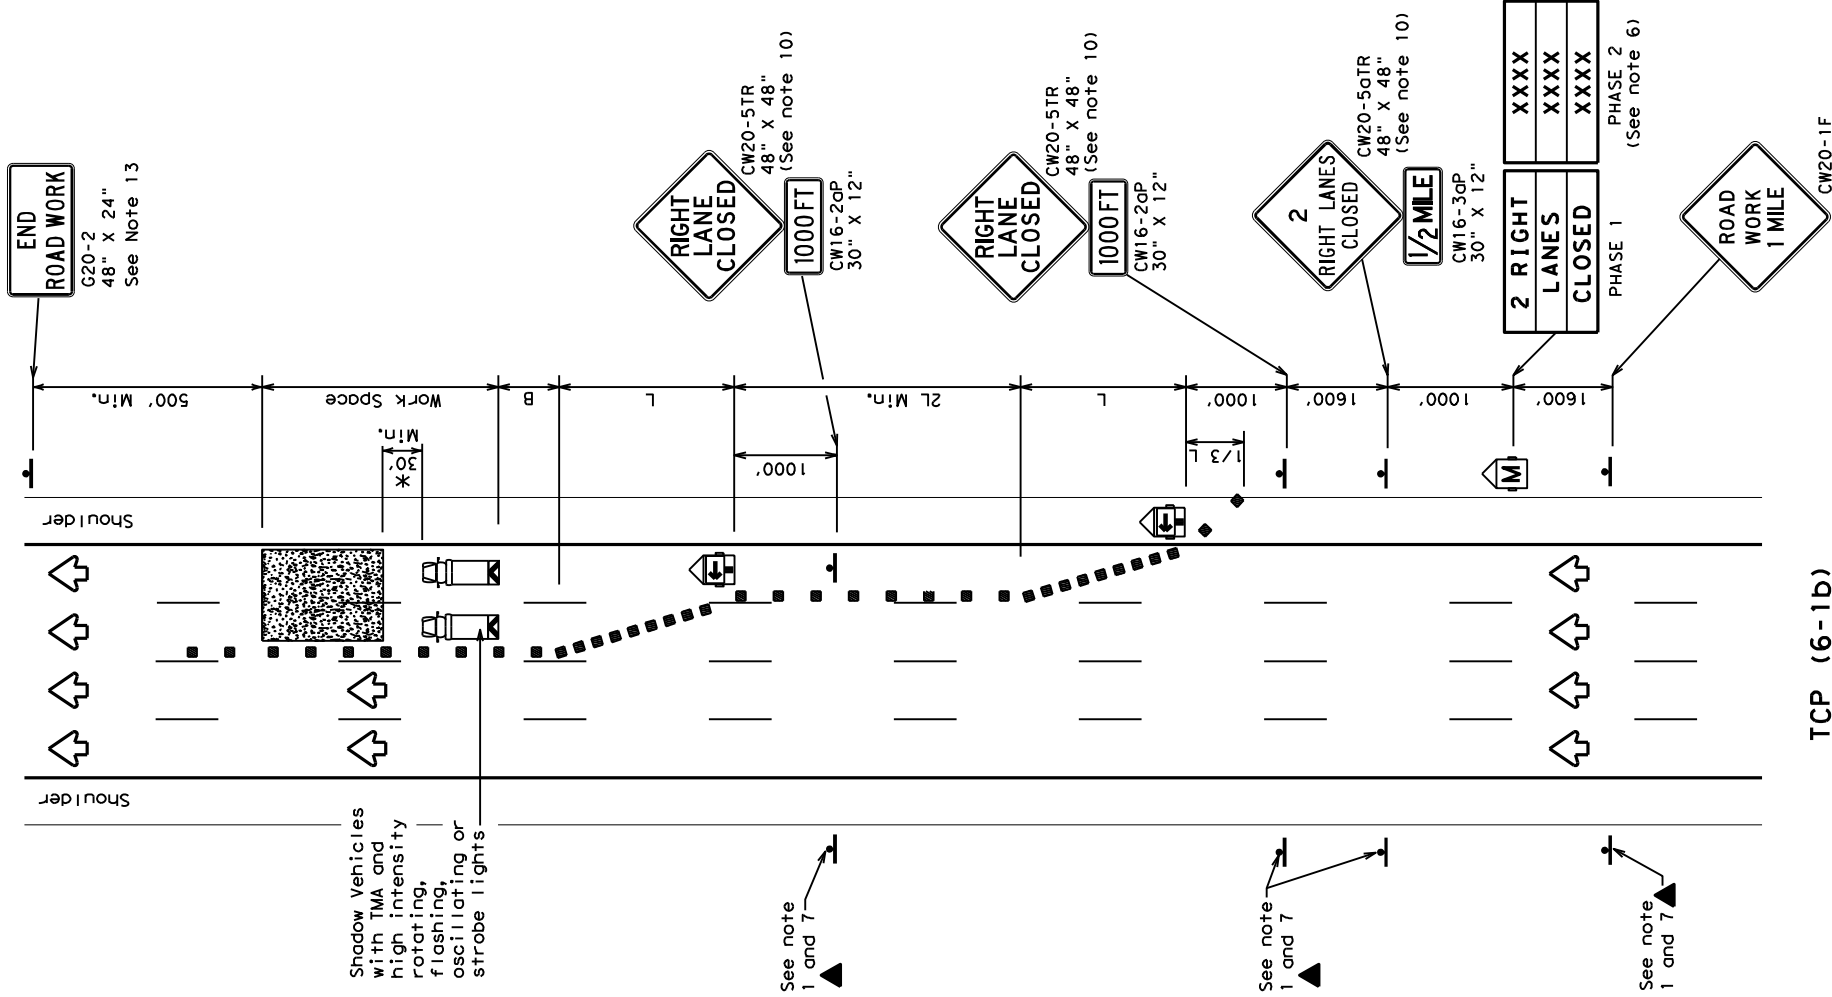 END
ROAD WORK
G20-2
48" X 24"
See Note 13
500' Min.
Work Space
Min.
30'
*
B
L
1000'
2L Min.
L
1/3 L
1000'
1600'
1000'
1600'
RIGHT
LANE
CLOSED
CW20-5TR
48" X 48"
(See note 10)
1000 FT
CW16-2aP
30" X 12"
RIGHT
LANE
CLOSED
CW20-5TR
48" X 48"
(See note 10)
1000 FT
CW16-2aP
30" X 12"
2
RIGHT LANES
CLOSED
CW20-5aTR
48" X 48"
(See note 10)
1/2 MILE
CW16-3aP
30" X 12"
2 RIGHT
LANES
CLOSED
PHASE 1
XXXX
XXXX
XXXX
PHASE 2
(See note 6)
ROAD
WORK
1 MILE
CW20-1F
Shoulder
M
Shoulder
Shadow Vehicles
with TMA and
high intensity
rotating,
flashing,
oscillating or
strobe lights
See note
1 and 7
See note
1 and 7
See note
1 and 7
TCP (6-1b)